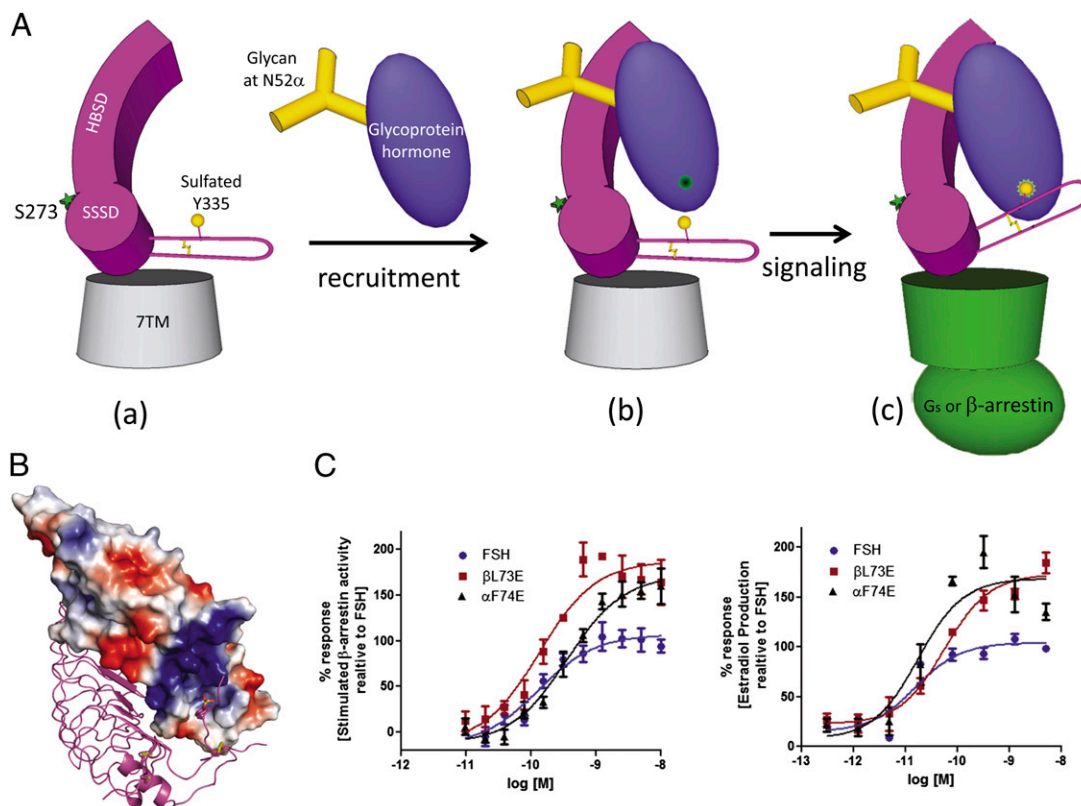 A
Glycan
at N52α
HBSD
Glycoprotein
hormone
Sulfated
Y335
S273
SSSD
recruitment
signaling
7TM
Gs or β-arrestin
(a)
(b)
(c)
B
C
% response
[Stimulated β-arrestin activity
realtive to FSH]
200
150
100
50
0
FSH
βL73E
αF74E
-12
-11
-10
-9
-8
-7
log [M]
% response
[Estradiol Production
realtive to FSH]
200
150
100
50
0
FSH
βL73E
αF74E
-13
-12
-11
-10
-9
-8
log [M]